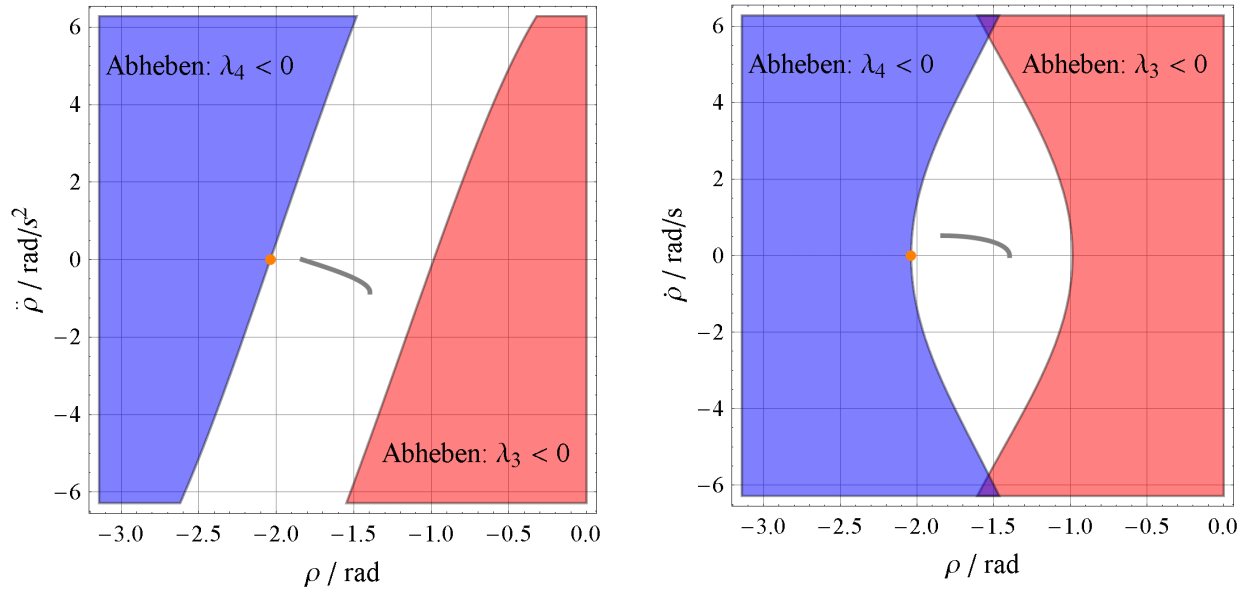 6
4
2
0
−2
−4
−6
Abheben: λ₄ < 0
Abheben: λ₃ < 0
ρ̈ / rad/s²
−3.0 −2.5 −2.0 −1.5 −1.0 −0.5 0.0
ρ / rad
6
4
2
0
−2
−4
−6
Abheben: λ₄ < 0
Abheben: λ₃ < 0
ρ̇ / rad/s
−3.0 −2.5 −2.0 −1.5 −1.0 −0.5 0.0
ρ / rad